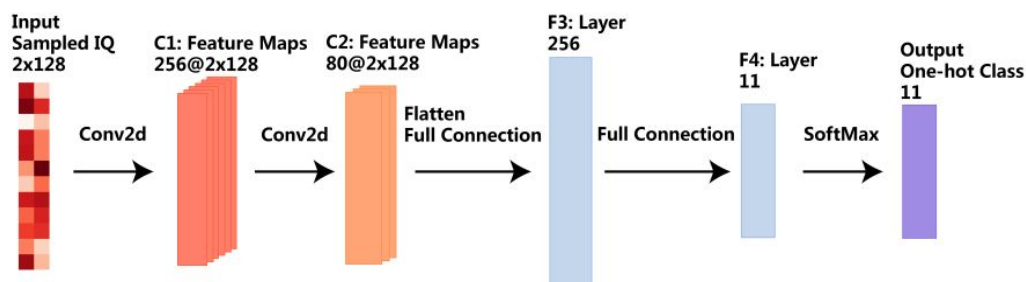 Input
Sampled IQ
2x128
C1: Feature Maps
256@2x128
C2: Feature Maps
80@2x128
F3: Layer
256
F4: Layer
11
Output
One-hot Class
11
Conv2d
Conv2d
Flatten
Full Connection
Full Connection
SoftMax